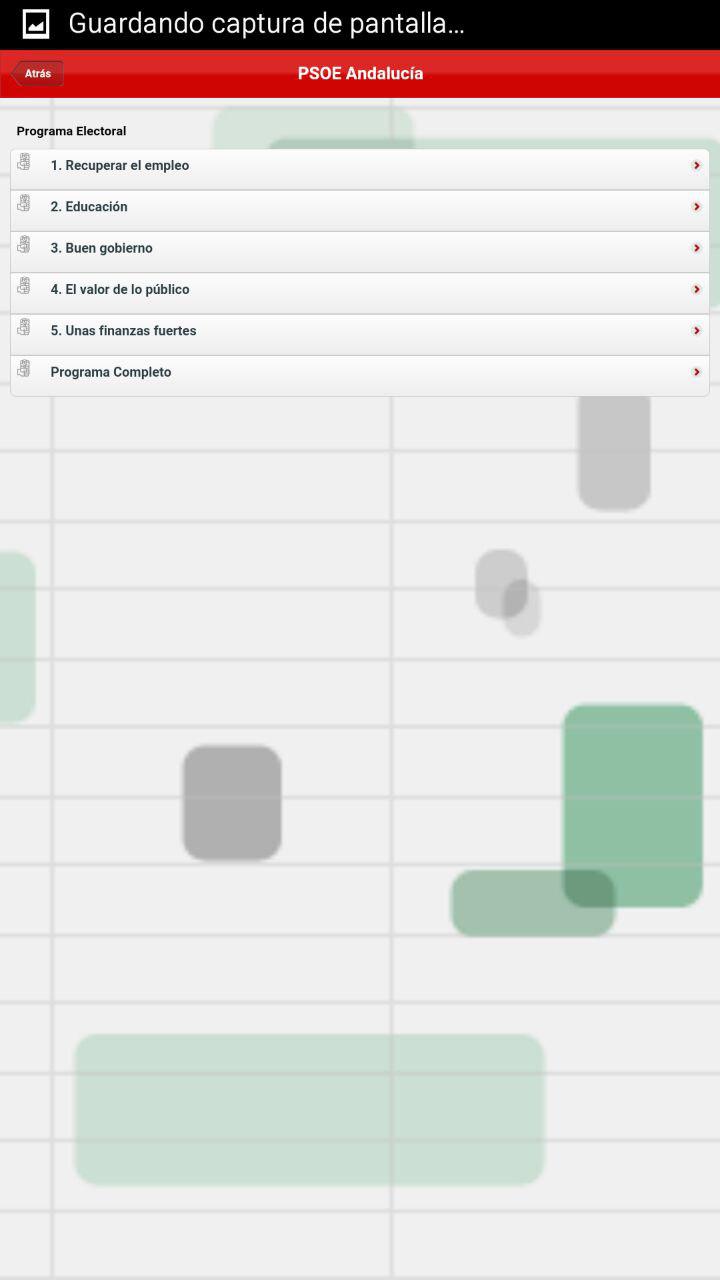 Guardando captura de pantalla...
Atrás
PSOE Andalucía
Programa Electoral
1. Recuperar el empleo
2. Educación
3. Buen gobierno
4. El valor de lo público
5. Unas finanzas fuertes
Programa Completo